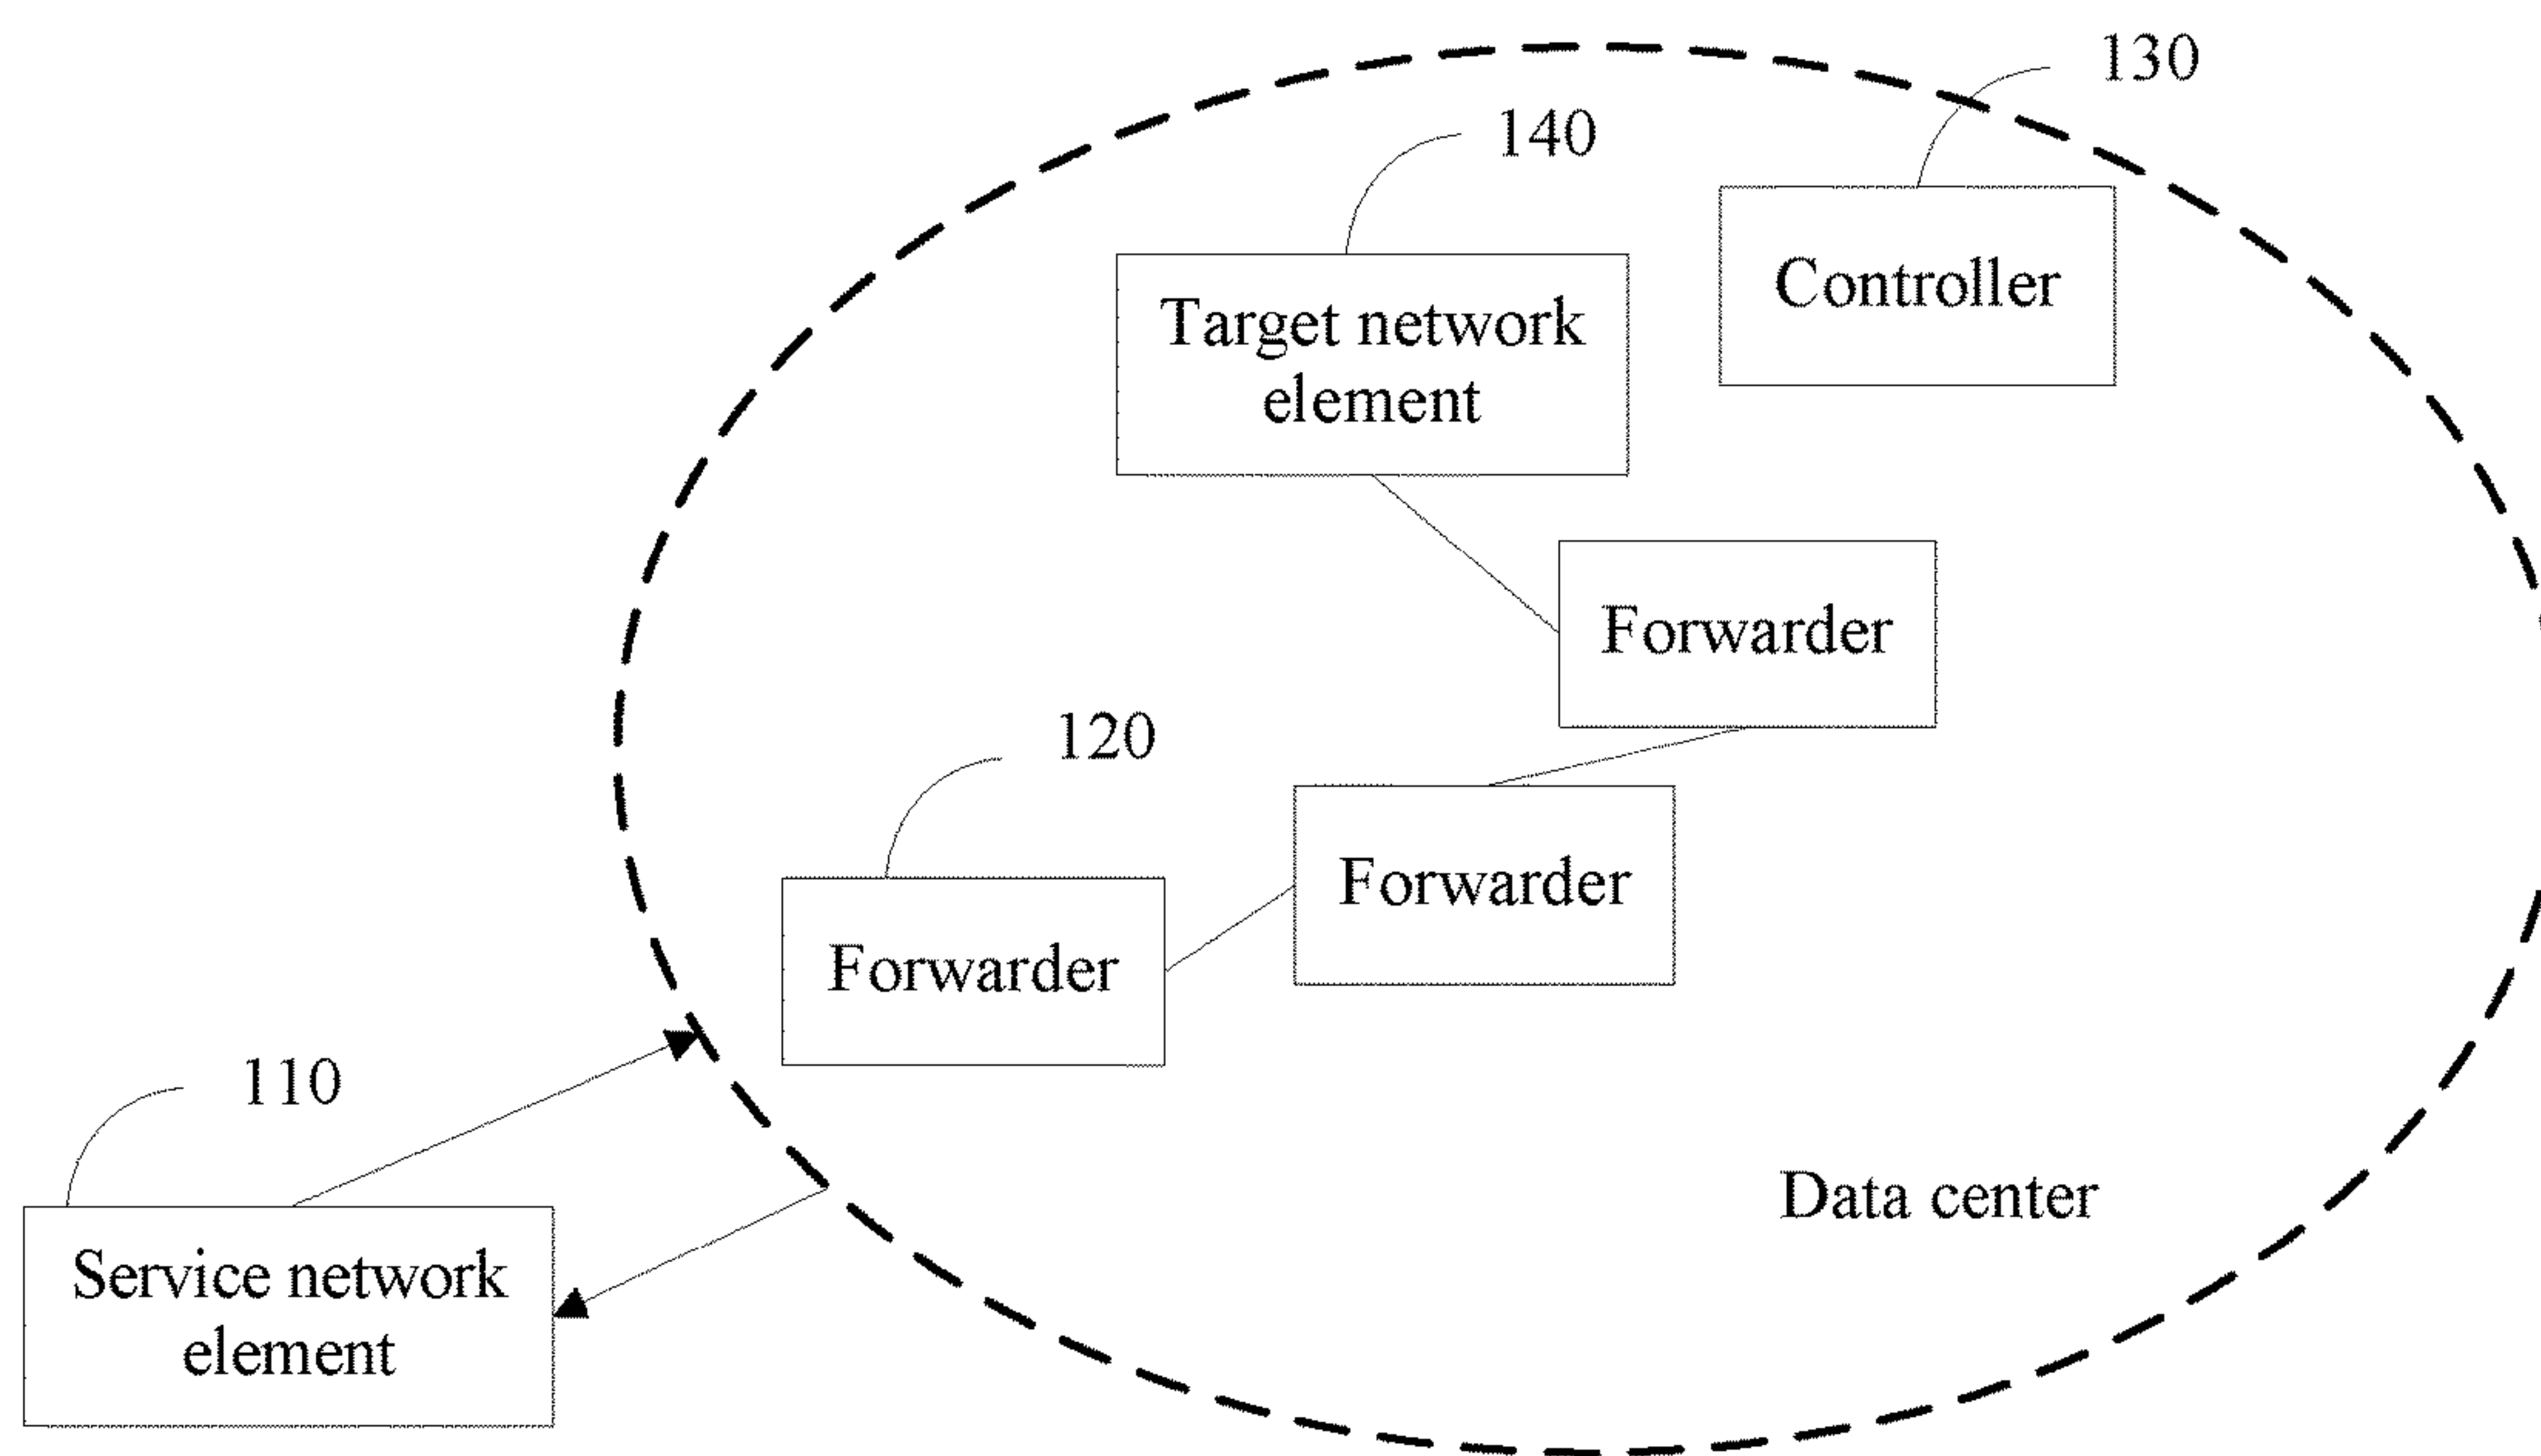 130
140
Controller
Target network
element
Forwarder
120
Forwarder
Forwarder
110
Data center
Service network
element